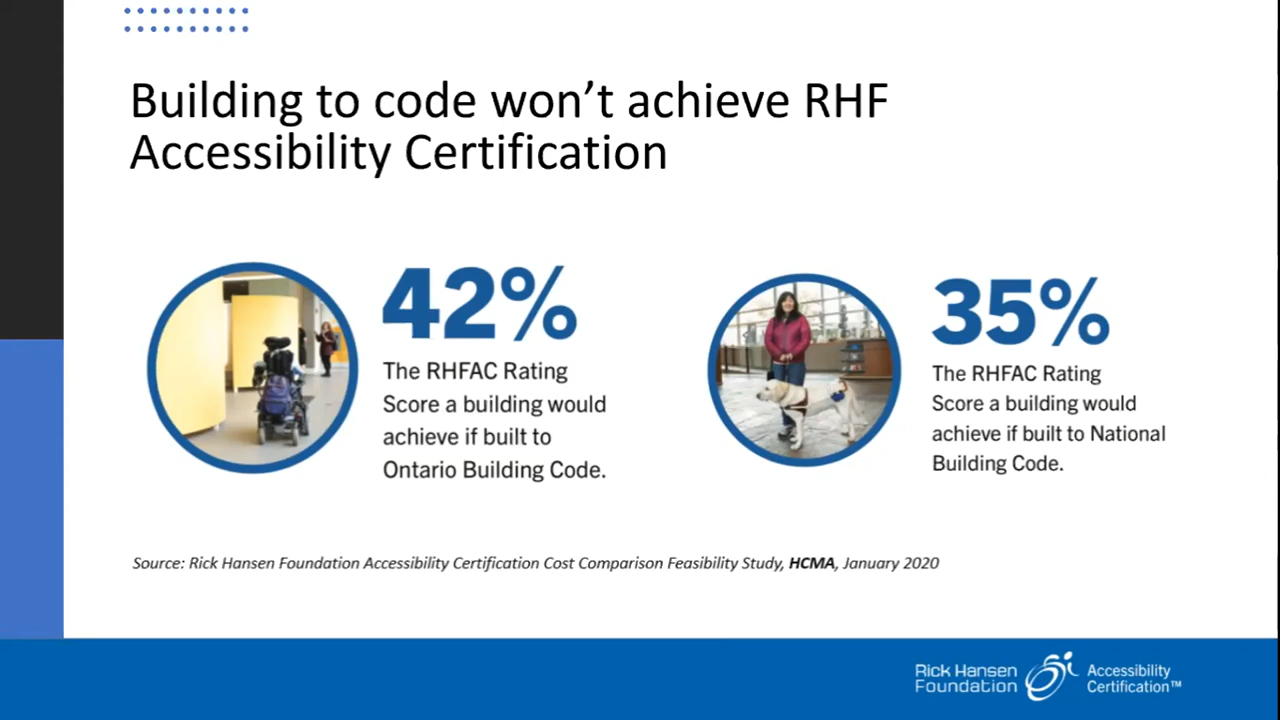 Building to code won't achieve RHF
Accessibility Certification
42%
The RHFAC Rating
Score a building would
achieve if built to
Ontario Building Code.
35%
The RHFAC Rating
Score a building would
achieve if built to National
Building Code.
Source: Rick Hansen Foundation Accessibility Certification Cost Comparison Feasibility Study, HCMA, January 2020
Rick Hansen
Foundation
Accessibility
Certification™